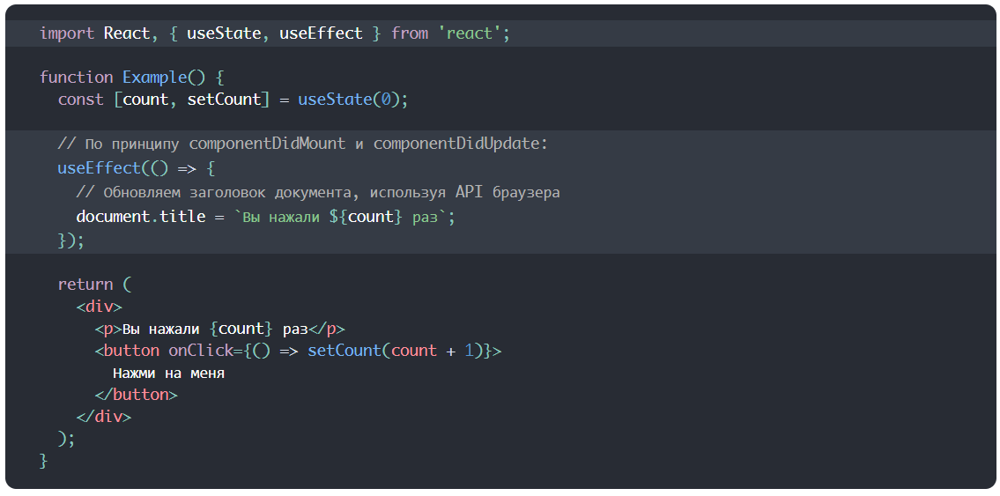 import React, { useState, useEffect } from 'react';
function Example() {
const [count, setCount] = useState(0);
// По принципу componentDidMount и componentDidUpdate:
useEffect(() => {
// Обновляем заголовок документа, используя API браузера
document.title = `Вы нажали ${count} раз`;
});
return (
<div>
<p>Вы нажали {count} раз</p>
<button onClick={() => setCount(count + 1)}>
Нажми на меня
</button>
</div>
);
}